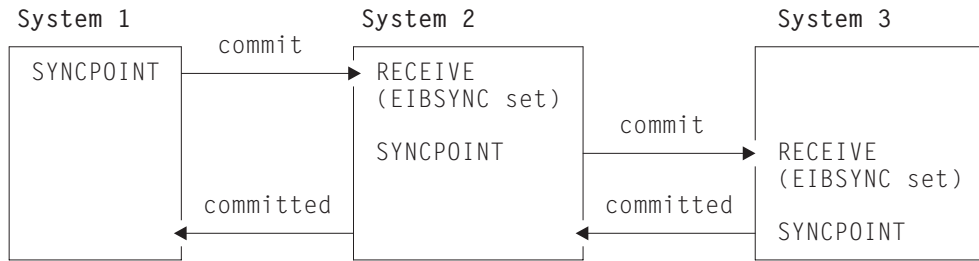 System 1
System 2
System 3
commit
SYNCPOINT
RECEIVE
(EIBSYNC set)
commit
SYNCPOINT
RECEIVE
(EIBSYNC set)
committed
committed
SYNCPOINT